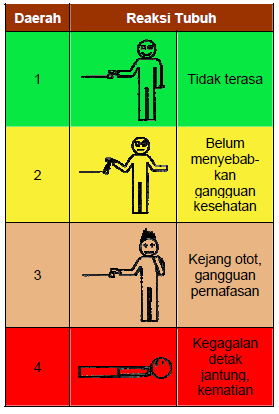 Daerah Reaksi Tubuh
1 Tidak terasa
2 Belum
menyebab-
kan
gangguan
kesehatan
3 Kejang otot,
gangguan
pernafasan
4 Kegagalan
detak
jantung,
kematian